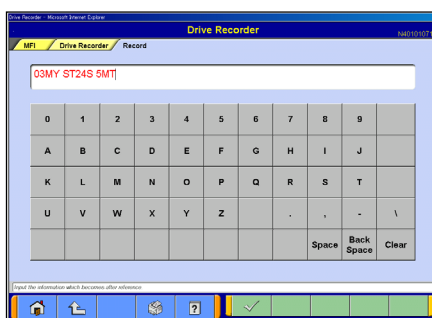 Drive Recorder - Microsoft Internet Explorer
Drive Recorder
N40101071
MFI Drive Recorder Record
03MY ST24S 5MT
0 1 2 3 4 5 6 7 8 9
A B C D E F G H I J
K L M N O P Q R S T
U V W X Y Z . , - \
Space Back Space Clear
Input the information which becomes after reference
?